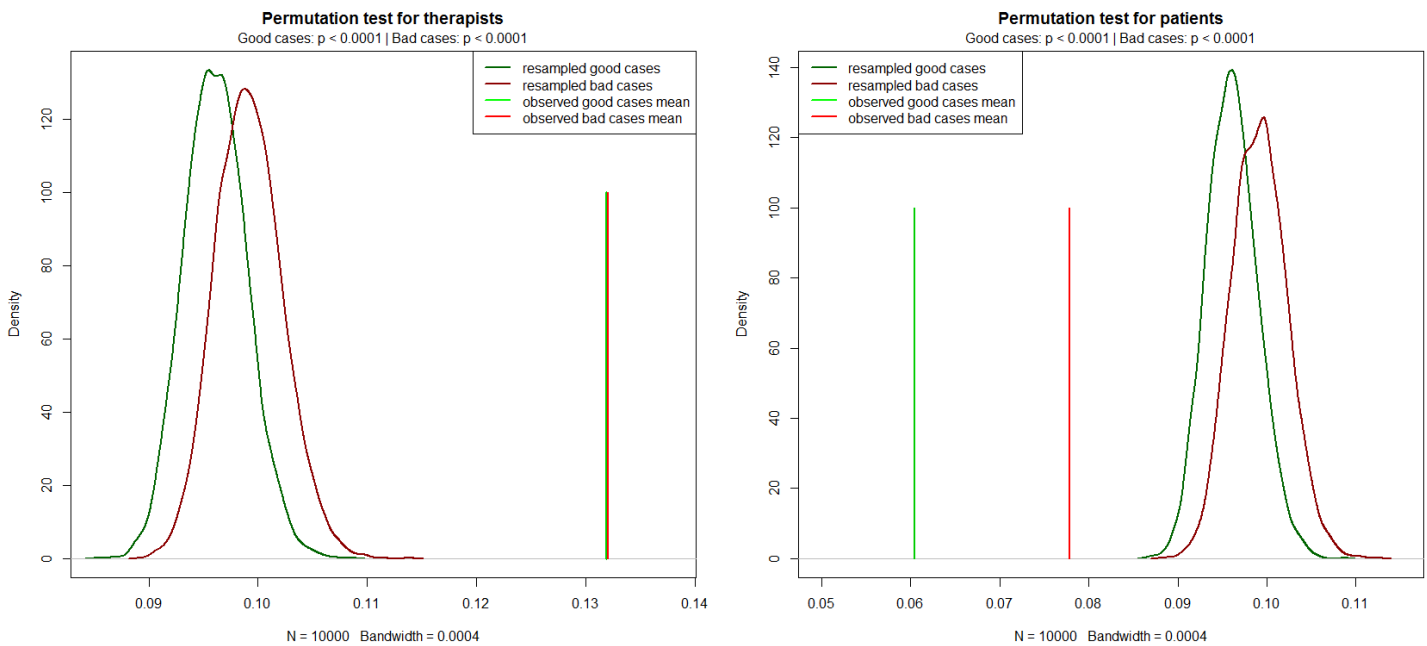 Permutation test for therapists
Good cases: p < 0.0001 | Bad cases: p < 0.0001
resampled good cases
resampled bad cases
observed good cases mean
observed bad cases mean
Density
0
20
40
60
80
100
120
0.09
0.10
0.11
0.12
0.13
0.14
N = 10000 Bandwidth = 0.0004
Permutation test for patients
Good cases: p < 0.0001 | Bad cases: p < 0.0001
resampled good cases
resampled bad cases
observed good cases mean
observed bad cases mean
Density
0
20
40
60
80
100
120
140
0.05
0.06
0.07
0.08
0.09
0.10
0.11
N = 10000 Bandwidth = 0.0004